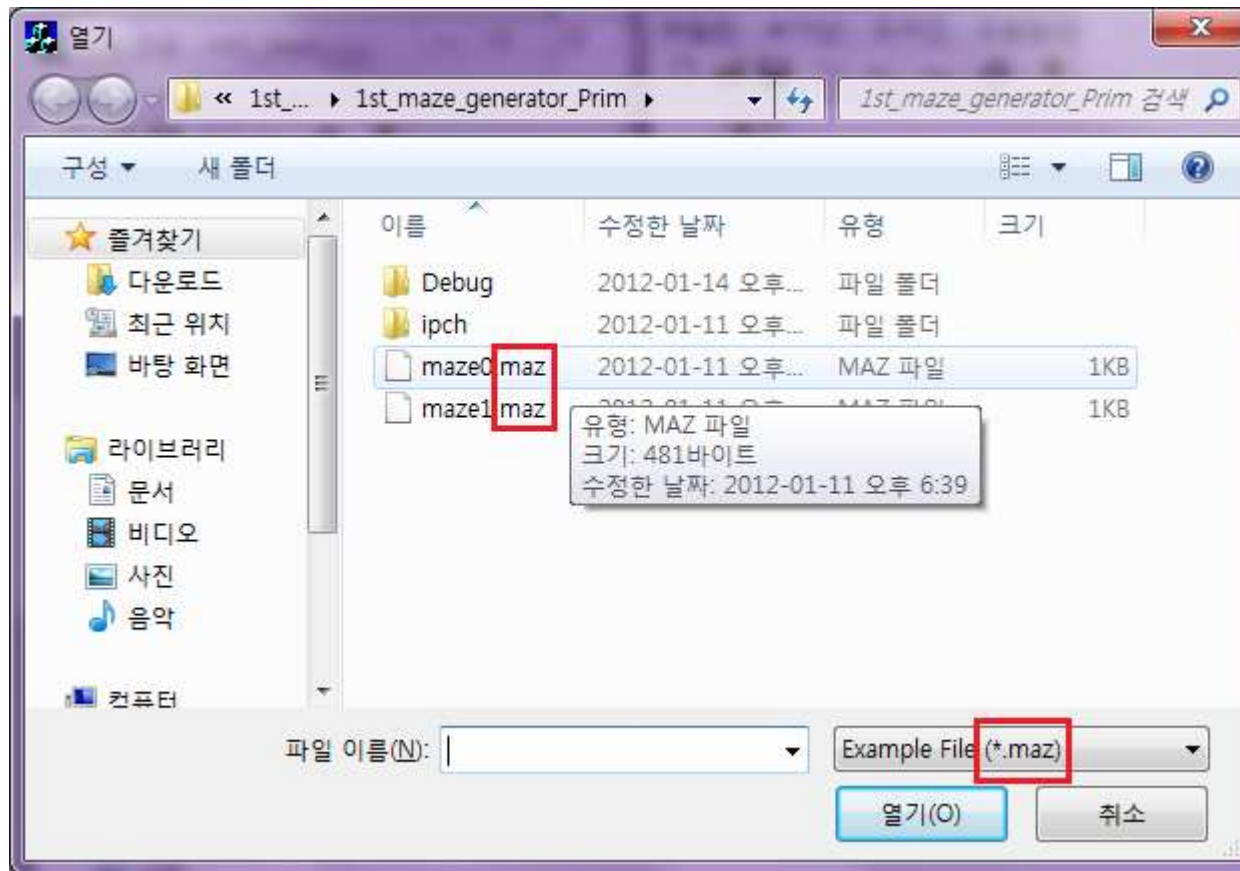 열기
« 1st_... ▸ 1st_maze_generator_Prim ▸
1st_maze_generator_Prim 검색
구성 ▾ 새 폴더
이름 수정한 날짜 유형 크기
즐겨찾기
다운로드
최근 위치
바탕 화면
라이브러리
문서
비디오
사진
음악
컴퓨터
Debug 2012-01-14 오후... 파일 폴더
ipch 2012-01-11 오후... 파일 폴더
maze0.maz 2012-01-11 오후... MAZ 파일 1KB
maze1.maz 1KB
유형: MAZ 파일
크기: 481바이트
수정한 날짜: 2012-01-11 오후 6:39
파일 이름(N): Example File (*.maz)
열기(O) 취소